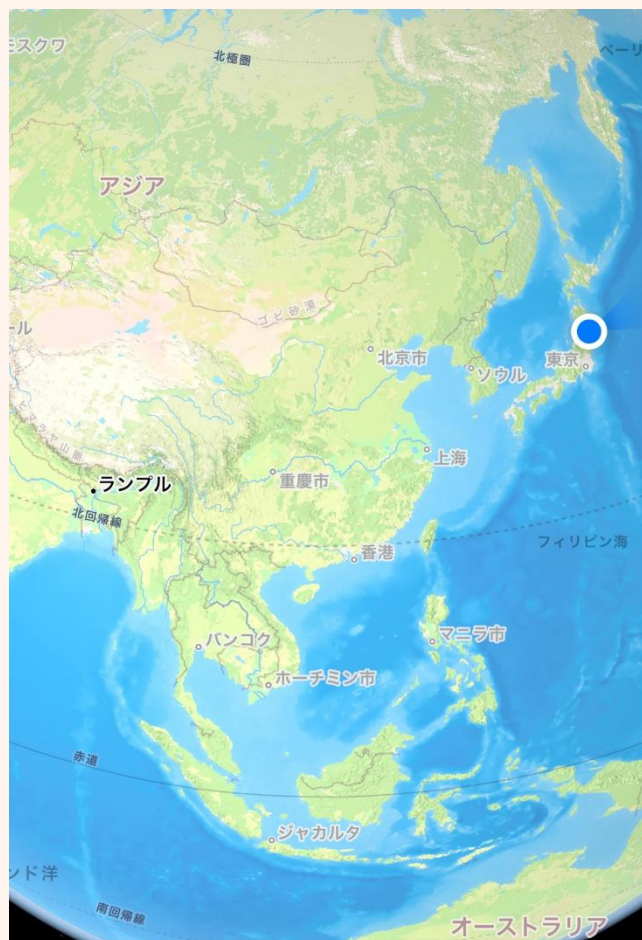 モスクワ
北極圏
ベーリ
アジア
ゴビ砂漠
ール
北京市
ソウル
東京
ヒマラヤ山脈
上海
ランプル
重慶市
北回帰線
香港
フィリピン海
バンコク
マニラ市
ホーチミン市
赤道
ジャカルタ
ンド洋
南回帰線
オーストラリア